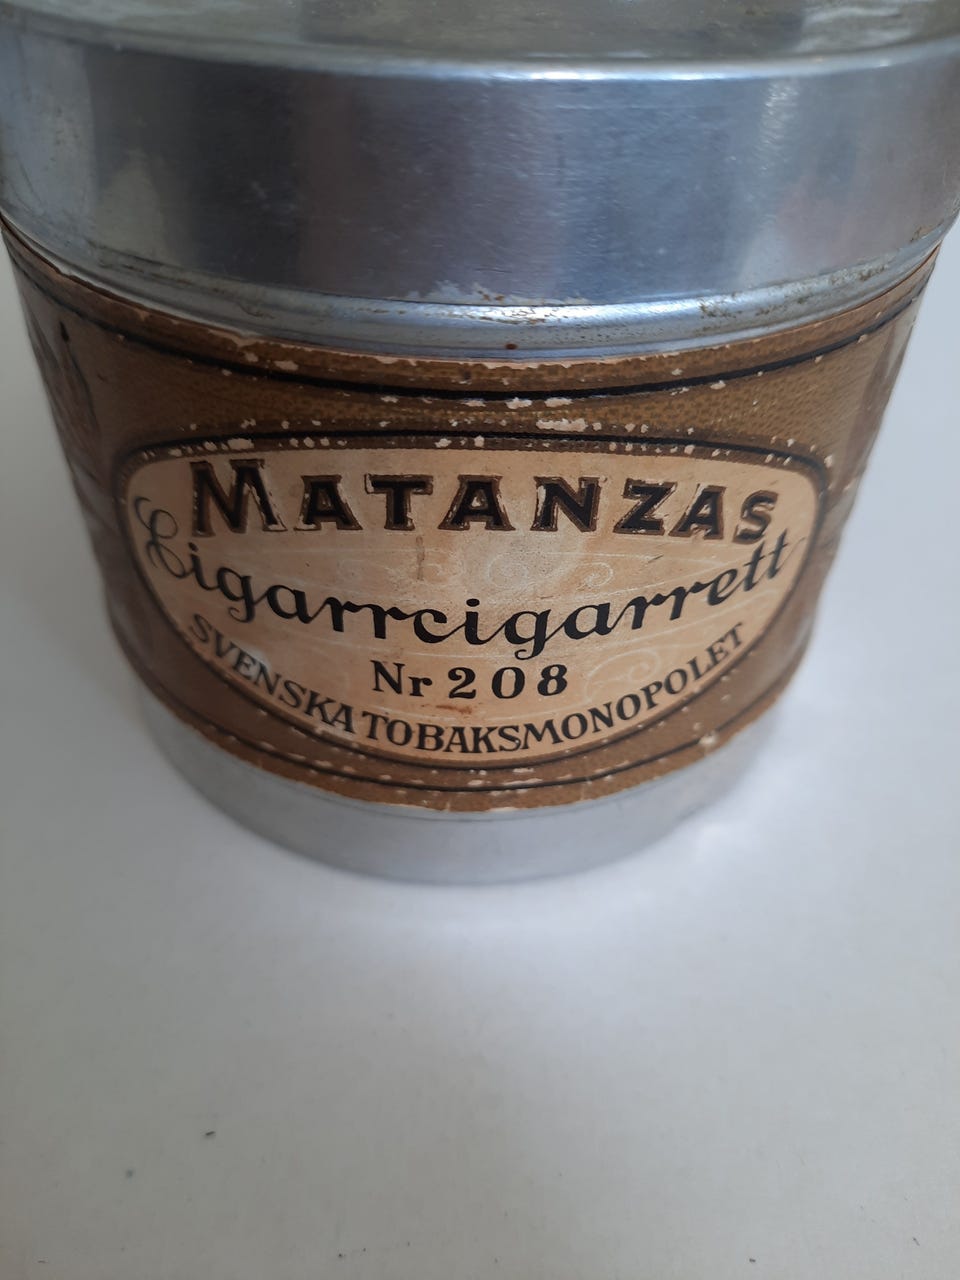 MATANZAS
Cigarrcigarrett
Nr 208
SVENSKA TOBAKSMONOPOLET